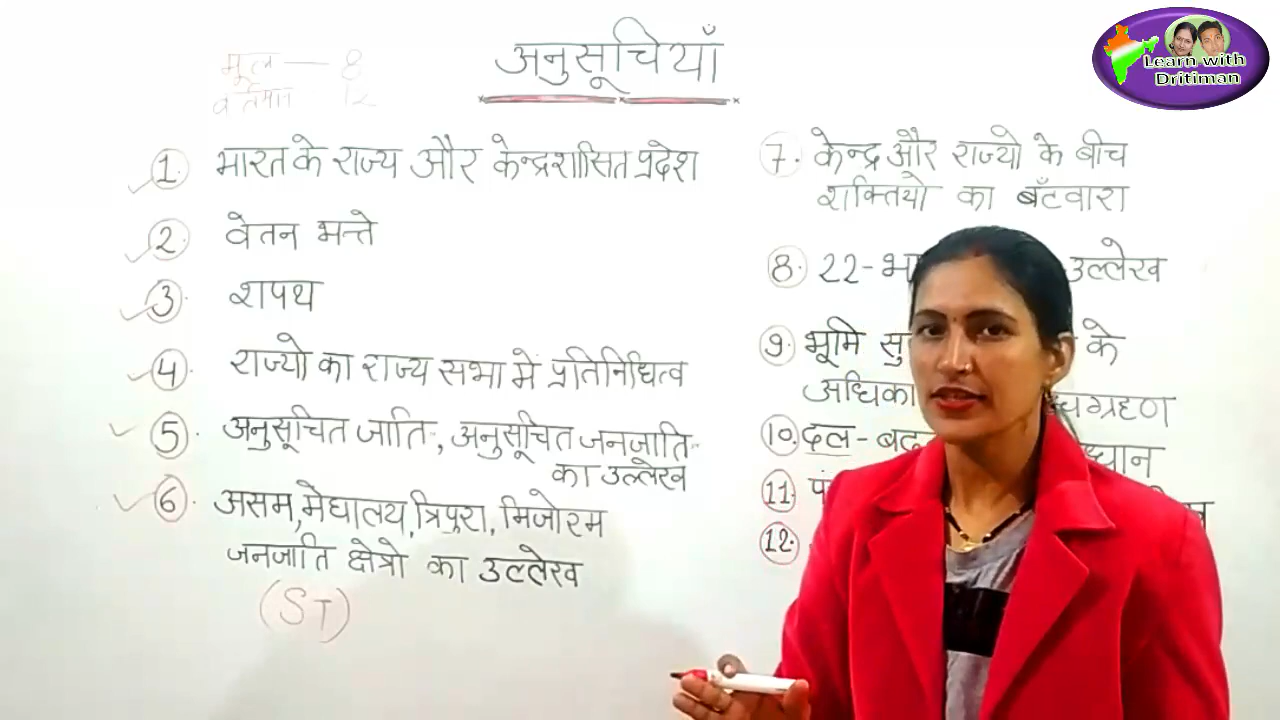 मूल — 8
वर्तमान 12
अनुसूचियाँ
Learn with
Dritiman
1. भारत के राज्य और केन्द्रशासित प्रदेश
2. वेतन भत्ते
3. शपथ
4. राज्यो का राज्य सभा में प्रतिनिधित्व
5. अनुसूचित जाति, अनुसूचित जनजाति
का उल्लेख
6. असम, मेघालय, त्रिपुरा, मिजोरम
जनजाति क्षेत्रो का उल्लेख
(ST)
7. केन्द्र और राज्यो के बीच
शक्तियो का बँटवारा
8. 22-भा उल्लेख
9. भूमि सु के
अधिका ग्रहण
10. दल-बद
11.
12.